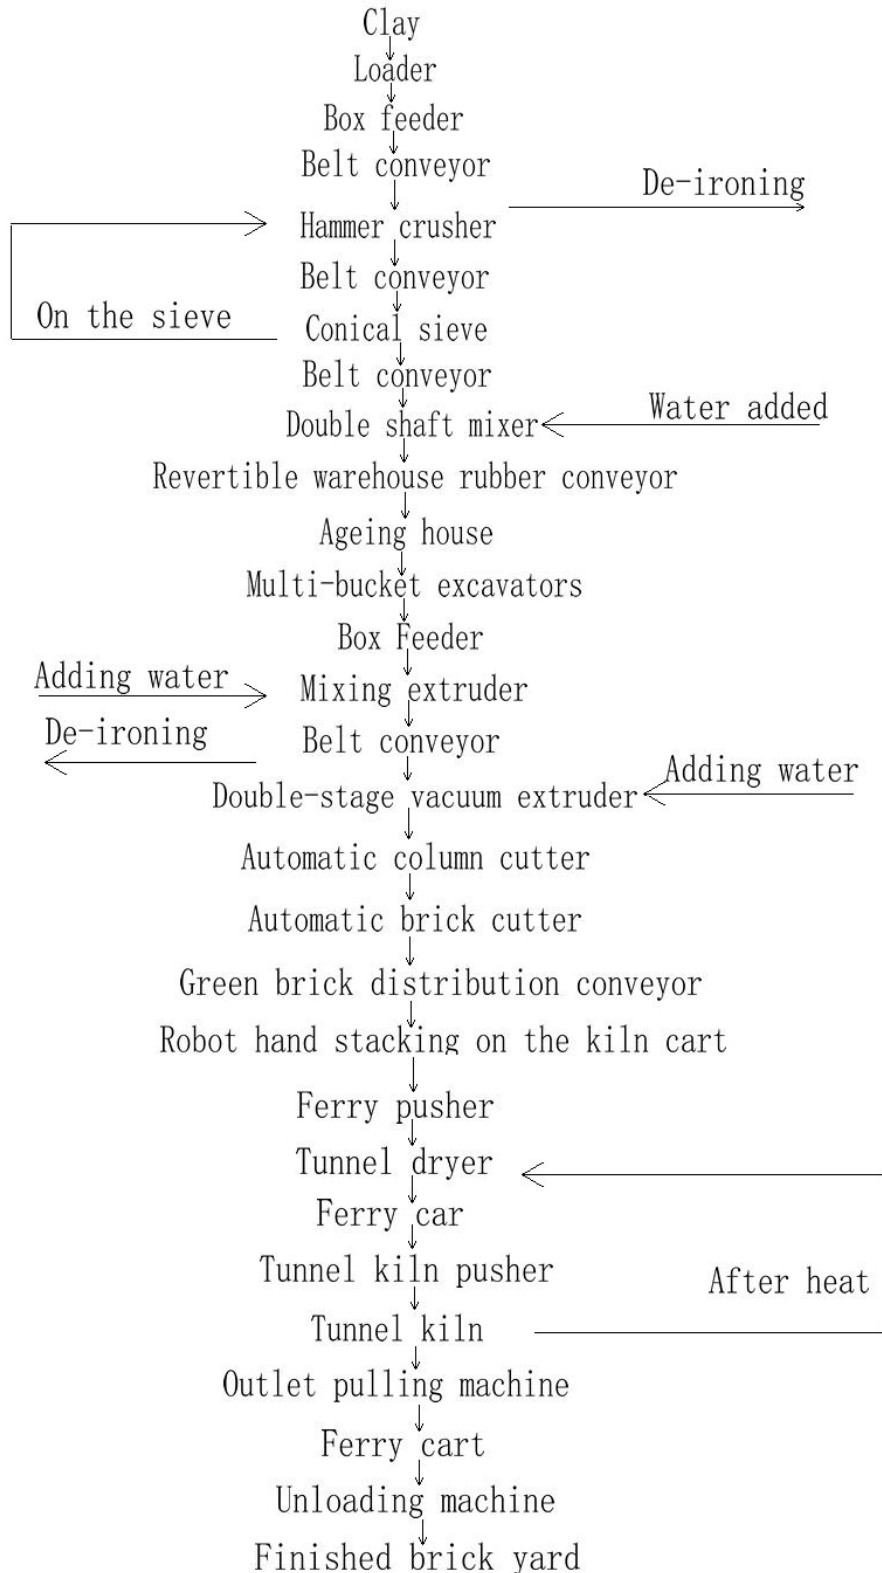 Clay
Loader
Box feeder
Belt conveyor
De-ironing
Hammer crusher
Belt conveyor
On the sieve
Conical sieve
Belt conveyor
Water added
Double shaft mixer
Revertible warehouse rubber conveyor
Ageing house
Multi-bucket excavators
Box Feeder
Adding water
Mixing extruder
De-ironing
Belt conveyor
Adding water
Double-stage vacuum extruder
Automatic column cutter
Automatic brick cutter
Green brick distribution conveyor
Robot hand stacking on the kiln cart
Ferry pusher
Tunnel dryer
Ferry car
Tunnel kiln pusher
After heat
Tunnel kiln
Outlet pulling machine
Ferry cart
Unloading machine
Finished brick yard